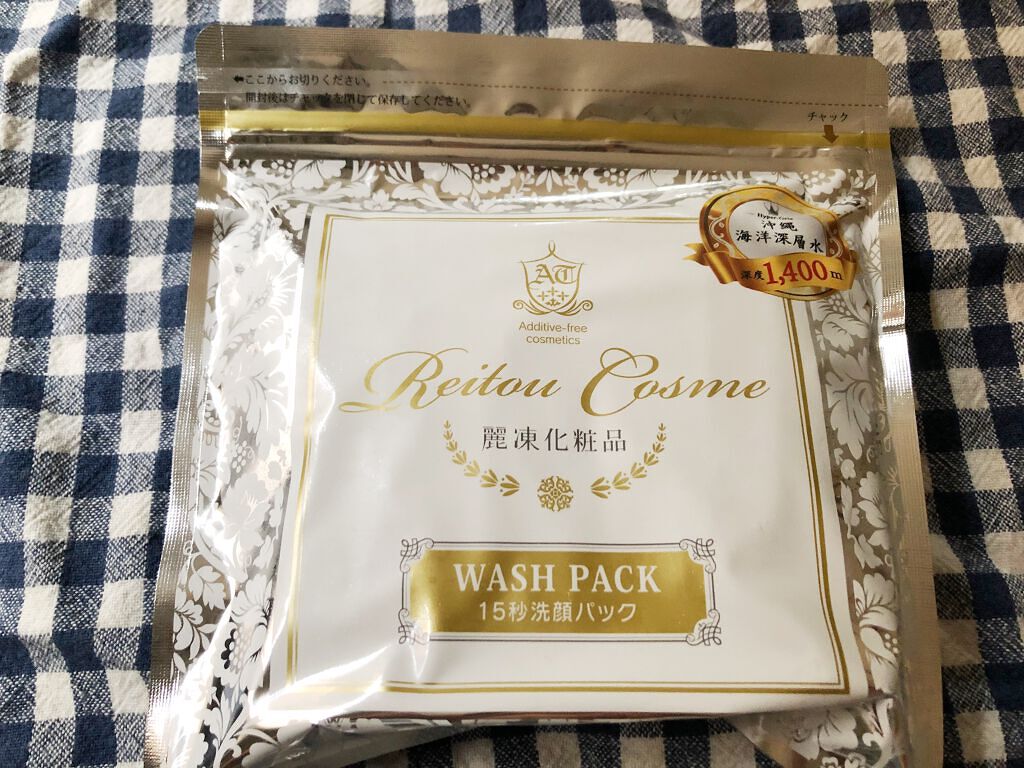 ⬅ここからお切りください。
開封後はチャックを閉じて保存してください。
チャック
Hyper-Gene
沖縄
海洋深層水
深度1,400m
AT
Additive-free
cosmetics
Reitou Cosme
麗凍化粧品
WASH PACK
15秒洗顔パック